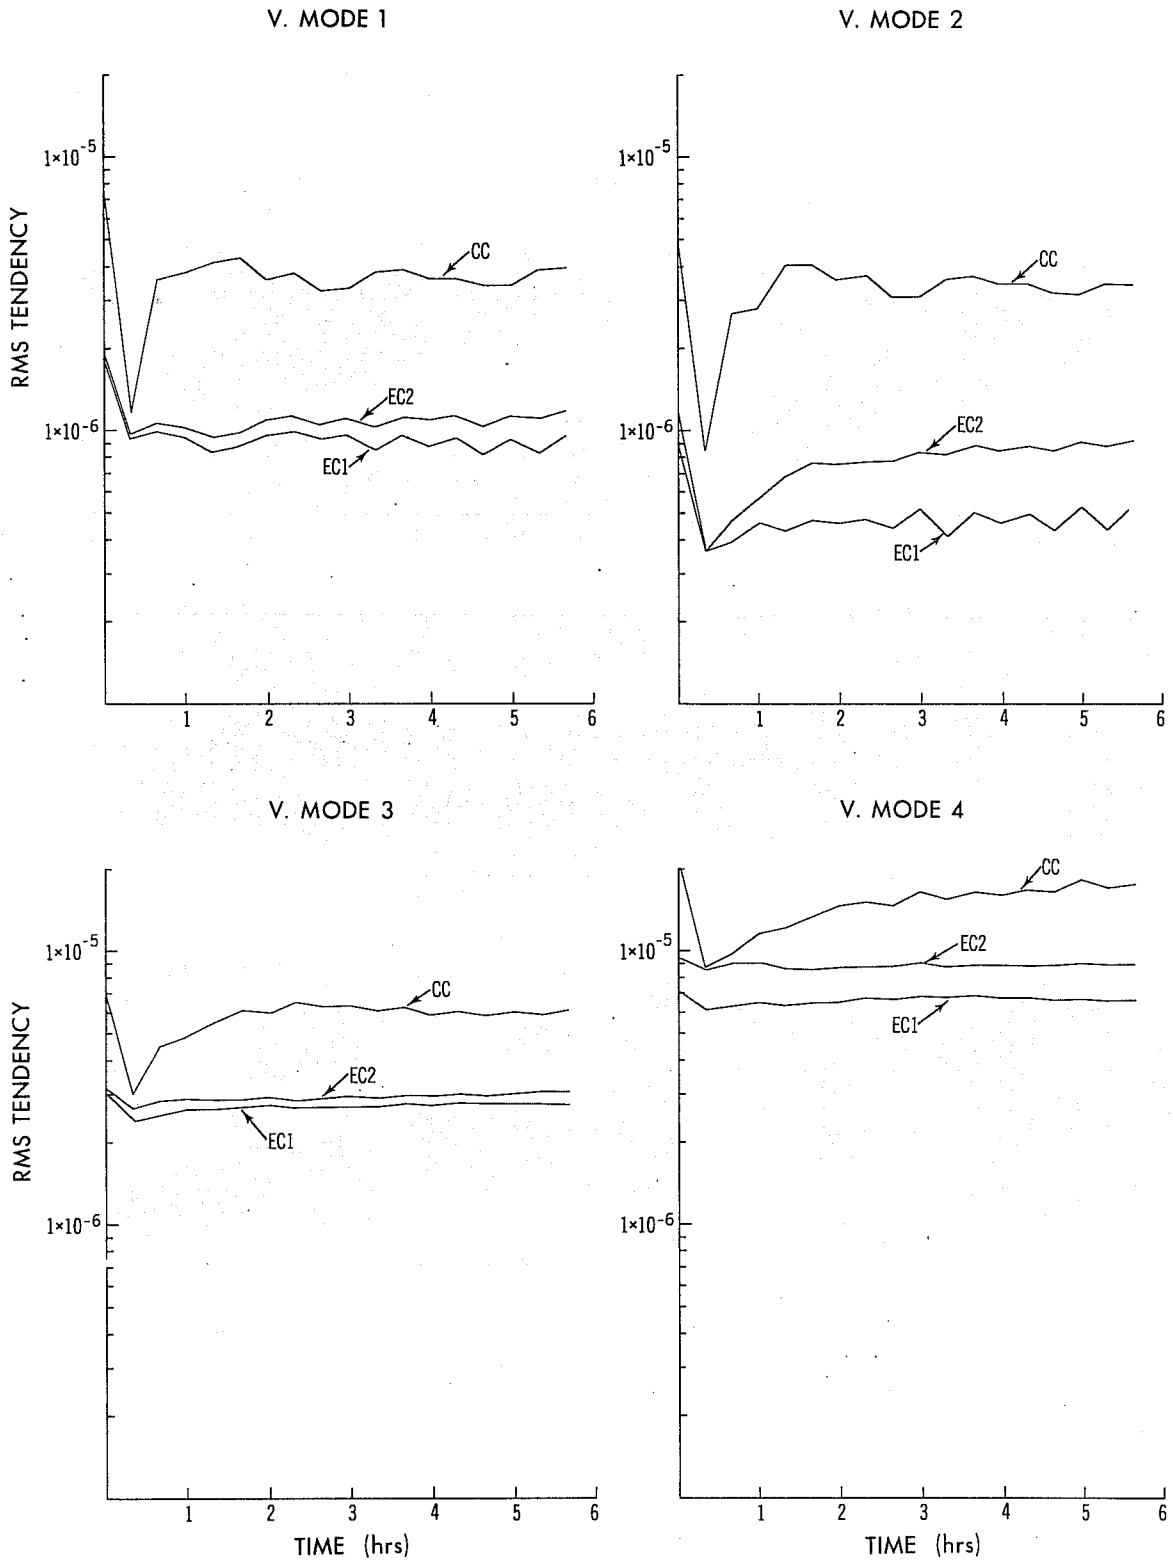 V. MODE 1
V. MODE 2
RMS TENDENCY
1×10⁻⁵
1×10⁻⁶
CC
EC2
EC1
1 2 3 4 5 6
1×10⁻⁵
1×10⁻⁶
CC
EC2
EC1
1 2 3 4 5 6
V. MODE 3
V. MODE 4
RMS TENDENCY
1×10⁻⁵
1×10⁻⁶
CC
EC2
EC1
1 2 3 4 5 6
TIME (hrs)
1×10⁻⁵
1×10⁻⁶
CC
EC2
EC1
1 2 3 4 5 6
TIME (hrs)